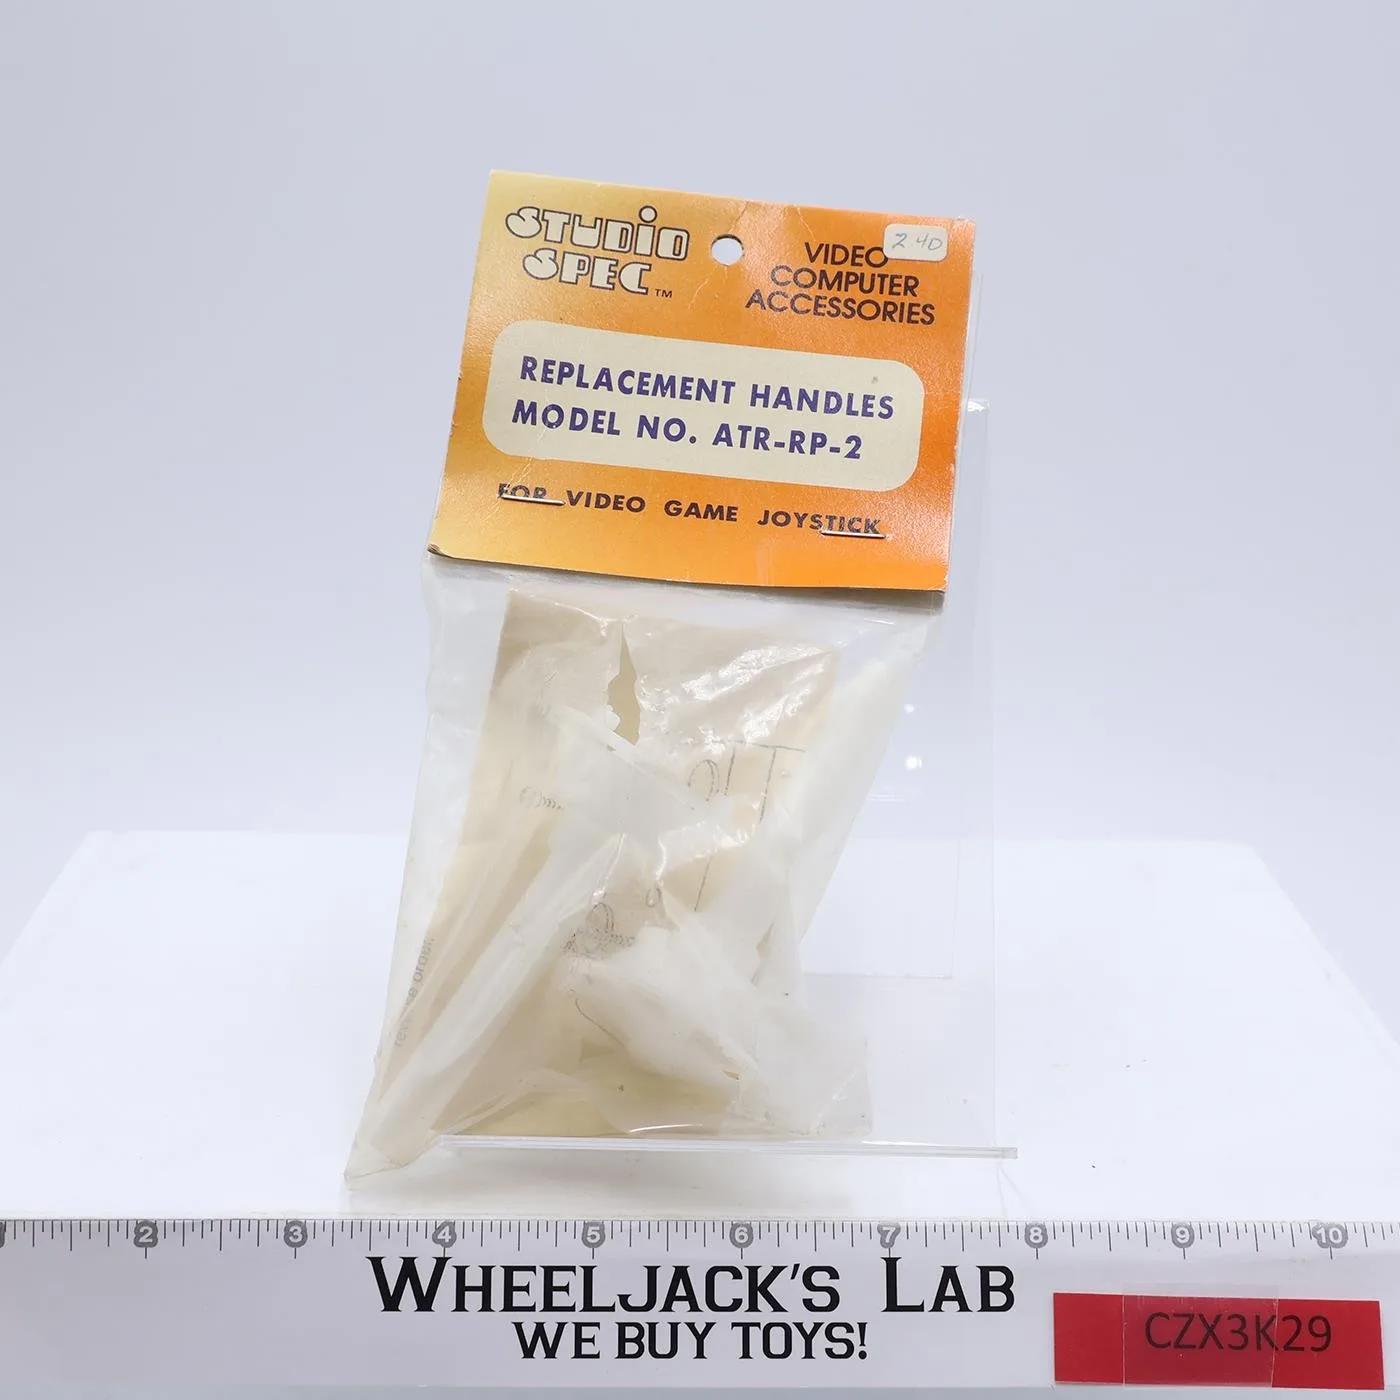 STUDIO
SPEC™
2.40
VIDEO
COMPUTER
ACCESSORIES
REPLACEMENT HANDLES
MODEL NO. ATR-RP-2
FOR VIDEO GAME JOYSTICK
order.
2 3 4 5 6 7 8 9 10
WHEELJACK'S LAB
WE BUY TOYS!
CZX3K29